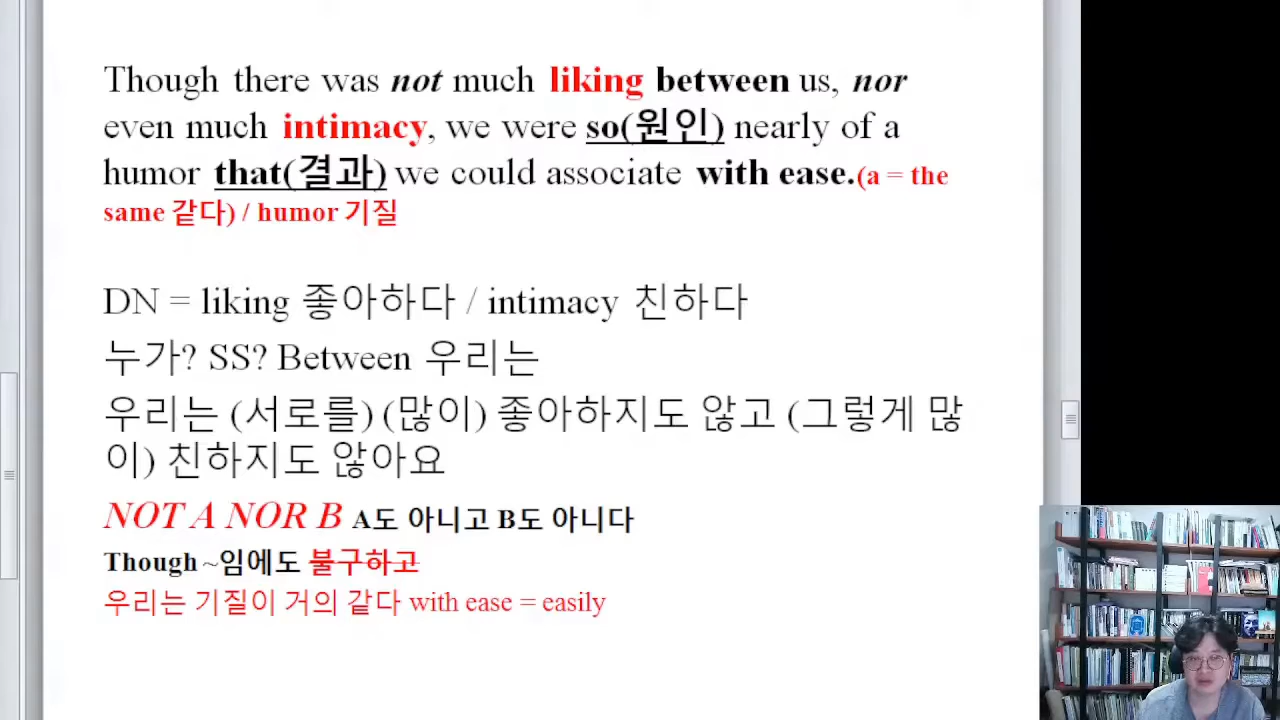 Though there was not much liking between us, nor
even much intimacy, we were so(원인) nearly of a
humor that(결과) we could associate with ease.(a = the
same 같다) / humor 기질
DN = liking 좋아하다 / intimacy 친하다
누가? SS? Between 우리는
우리는 (서로를) (많이) 좋아하지도 않고 (그렇게 많
이) 친하지도 않아요
NOT A NOR B A도 아니고 B도 아니다
Though ~임에도 불구하고
우리는 기질이 거의 같다 with ease = easily